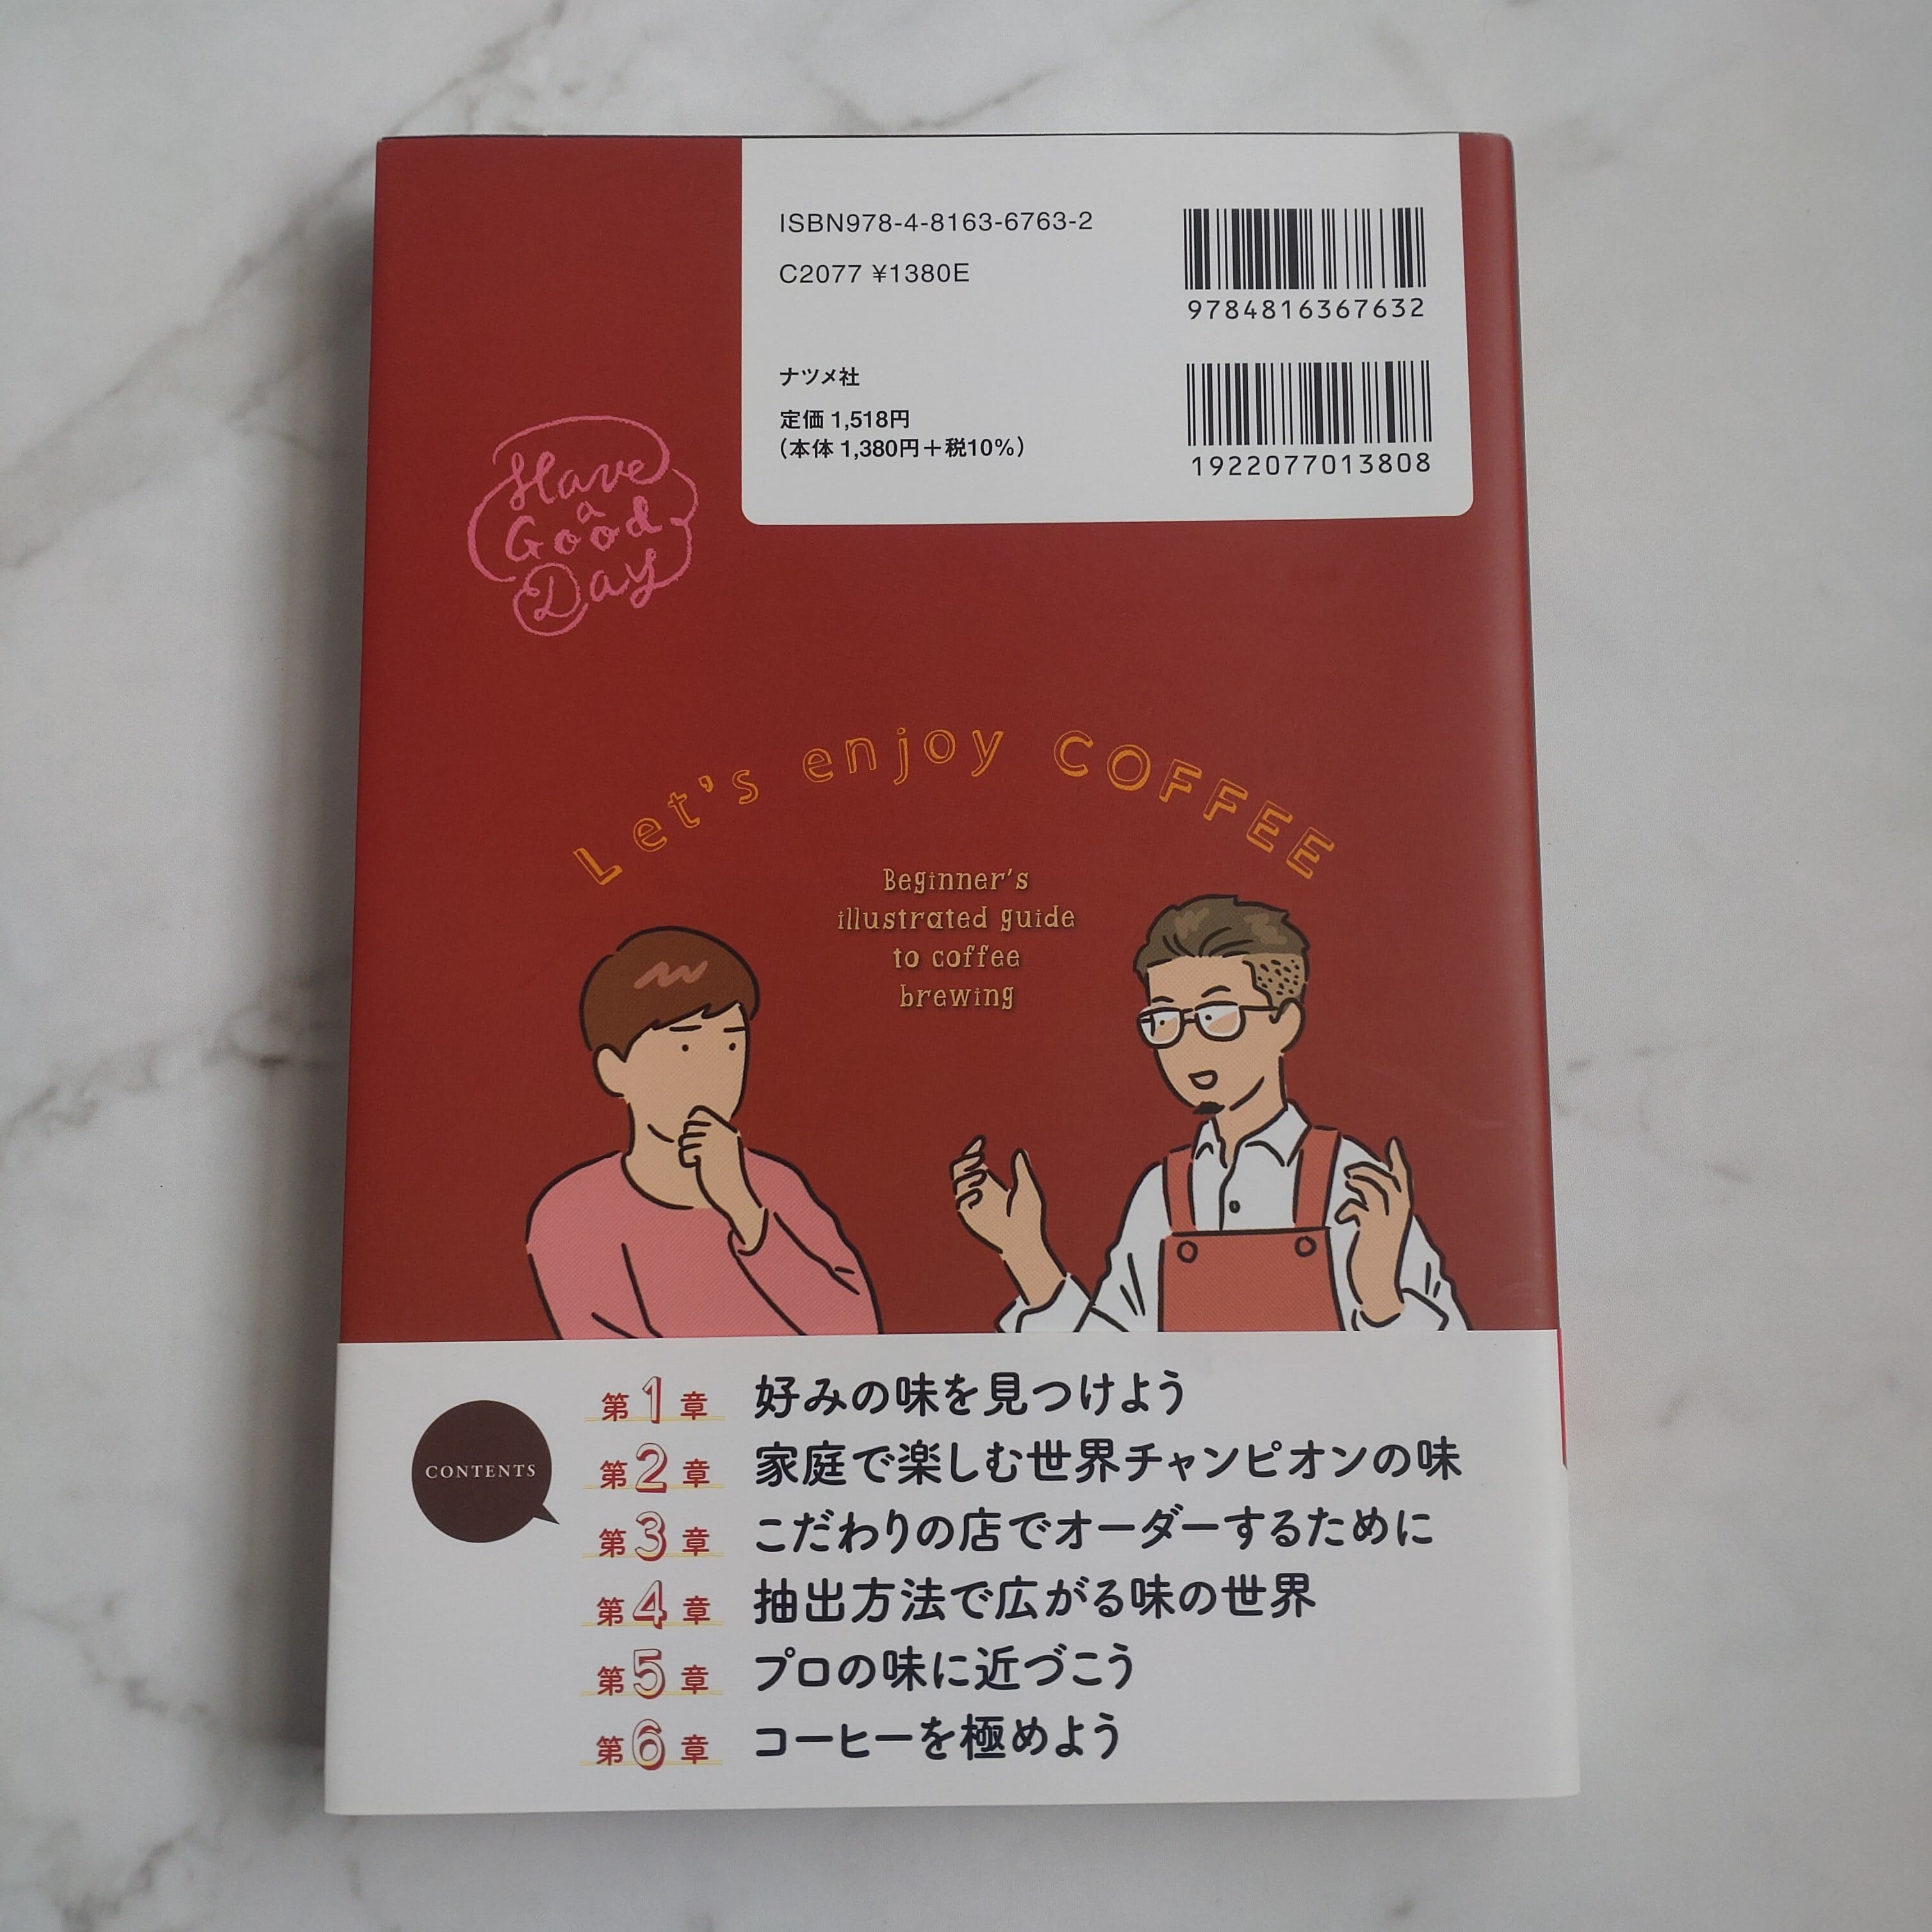 ISBN978-4-8163-6763-2
C2077 ¥1380E
9784816367632
ナツメ社
定価 1,518円
（本体 1,380円＋税10%）
1922077013808
Have
a
Good
Day
Let's enjoy COFFEE
Beginner's
illustrated guide
to coffee
brewing
CONTENTS
第1章 好みの味を見つけよう
第2章 家庭で楽しむ世界チャンピオンの味
第3章 こだわりの店でオーダーするために
第4章 抽出方法で広がる味の世界
第5章 プロの味に近づこう
第6章 コーヒーを極めよう